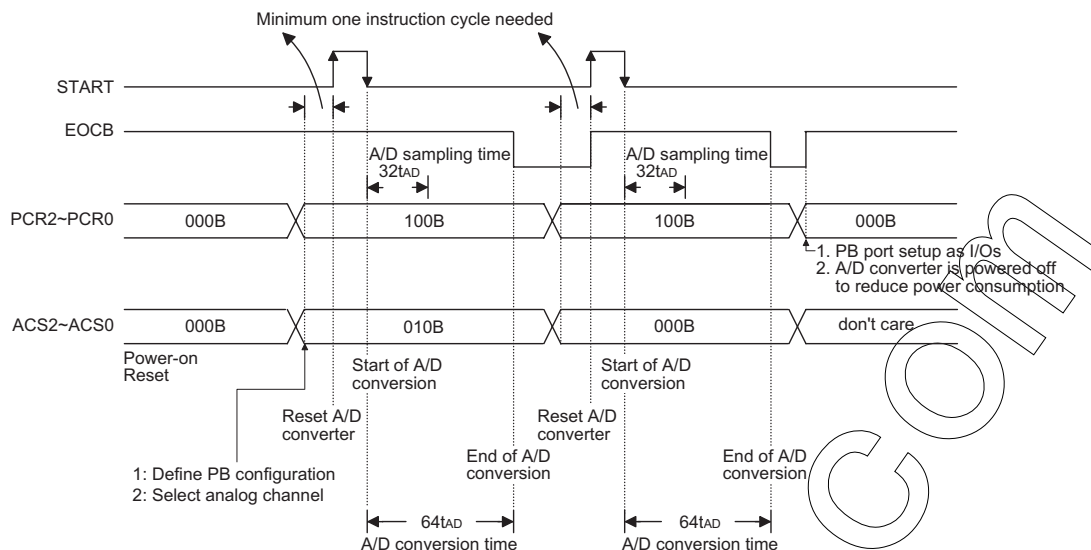 Minimum one instruction cycle needed
START
EOCB
A/D sampling time
32tAD
A/D sampling time
32tAD
PCR2~PCR0
000B
100B
100B
000B
1. PB port setup as I/Os
2. A/D converter is powered off
to reduce power consumption
ACS2~ACS0
000B
010B
000B
don't care
Power-on
Reset
Start of A/D
conversion
Start of A/D
conversion
Reset A/D
converter
Reset A/D
converter
1: Define PB configuration
2: Select analog channel
End of A/D
conversion
End of A/D
conversion
64tAD
A/D conversion time
64tAD
A/D conversion time
com